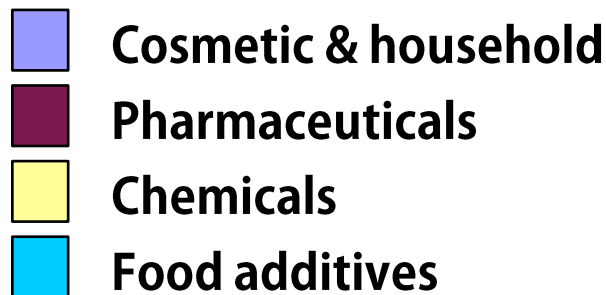 Cosmetic & household
Pharmaceuticals
Chemicals
Food additives